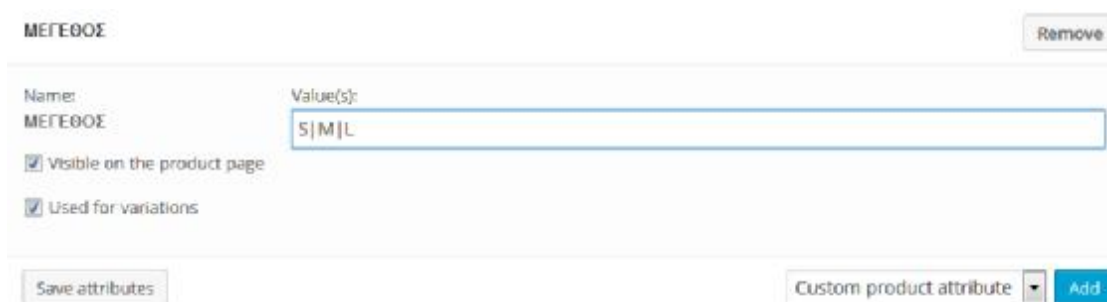 ΜΕΓΕΘΟΣ
Remove
Name:
Value(s):
ΜΕΓΕΘΟΣ
S|M|L
Visible on the product page
Used for variations
Save attributes
Custom product attribute
Add